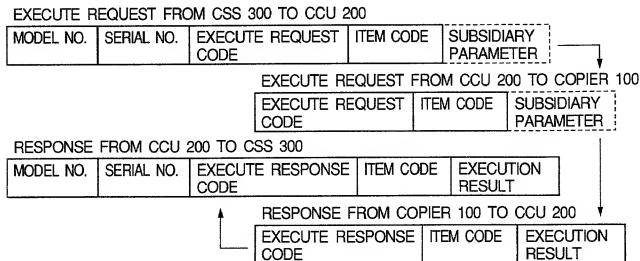 EXECUTE REQUEST FROM CSS 300 TO CCU 200
MODEL NO. SERIAL NO. EXECUTE REQUEST CODE ITEM CODE SUBSIDIARY PARAMETER
EXECUTE REQUEST FROM CCU 200 TO COPIER 100
EXECUTE REQUEST CODE ITEM CODE SUBSIDIARY PARAMETER
RESPONSE FROM CCU 200 TO CSS 300
MODEL NO. SERIAL NO. EXECUTE RESPONSE CODE ITEM CODE EXECUTION RESULT
RESPONSE FROM COPIER 100 TO CCU 200
EXECUTE RESPONSE CODE ITEM CODE EXECUTION RESULT